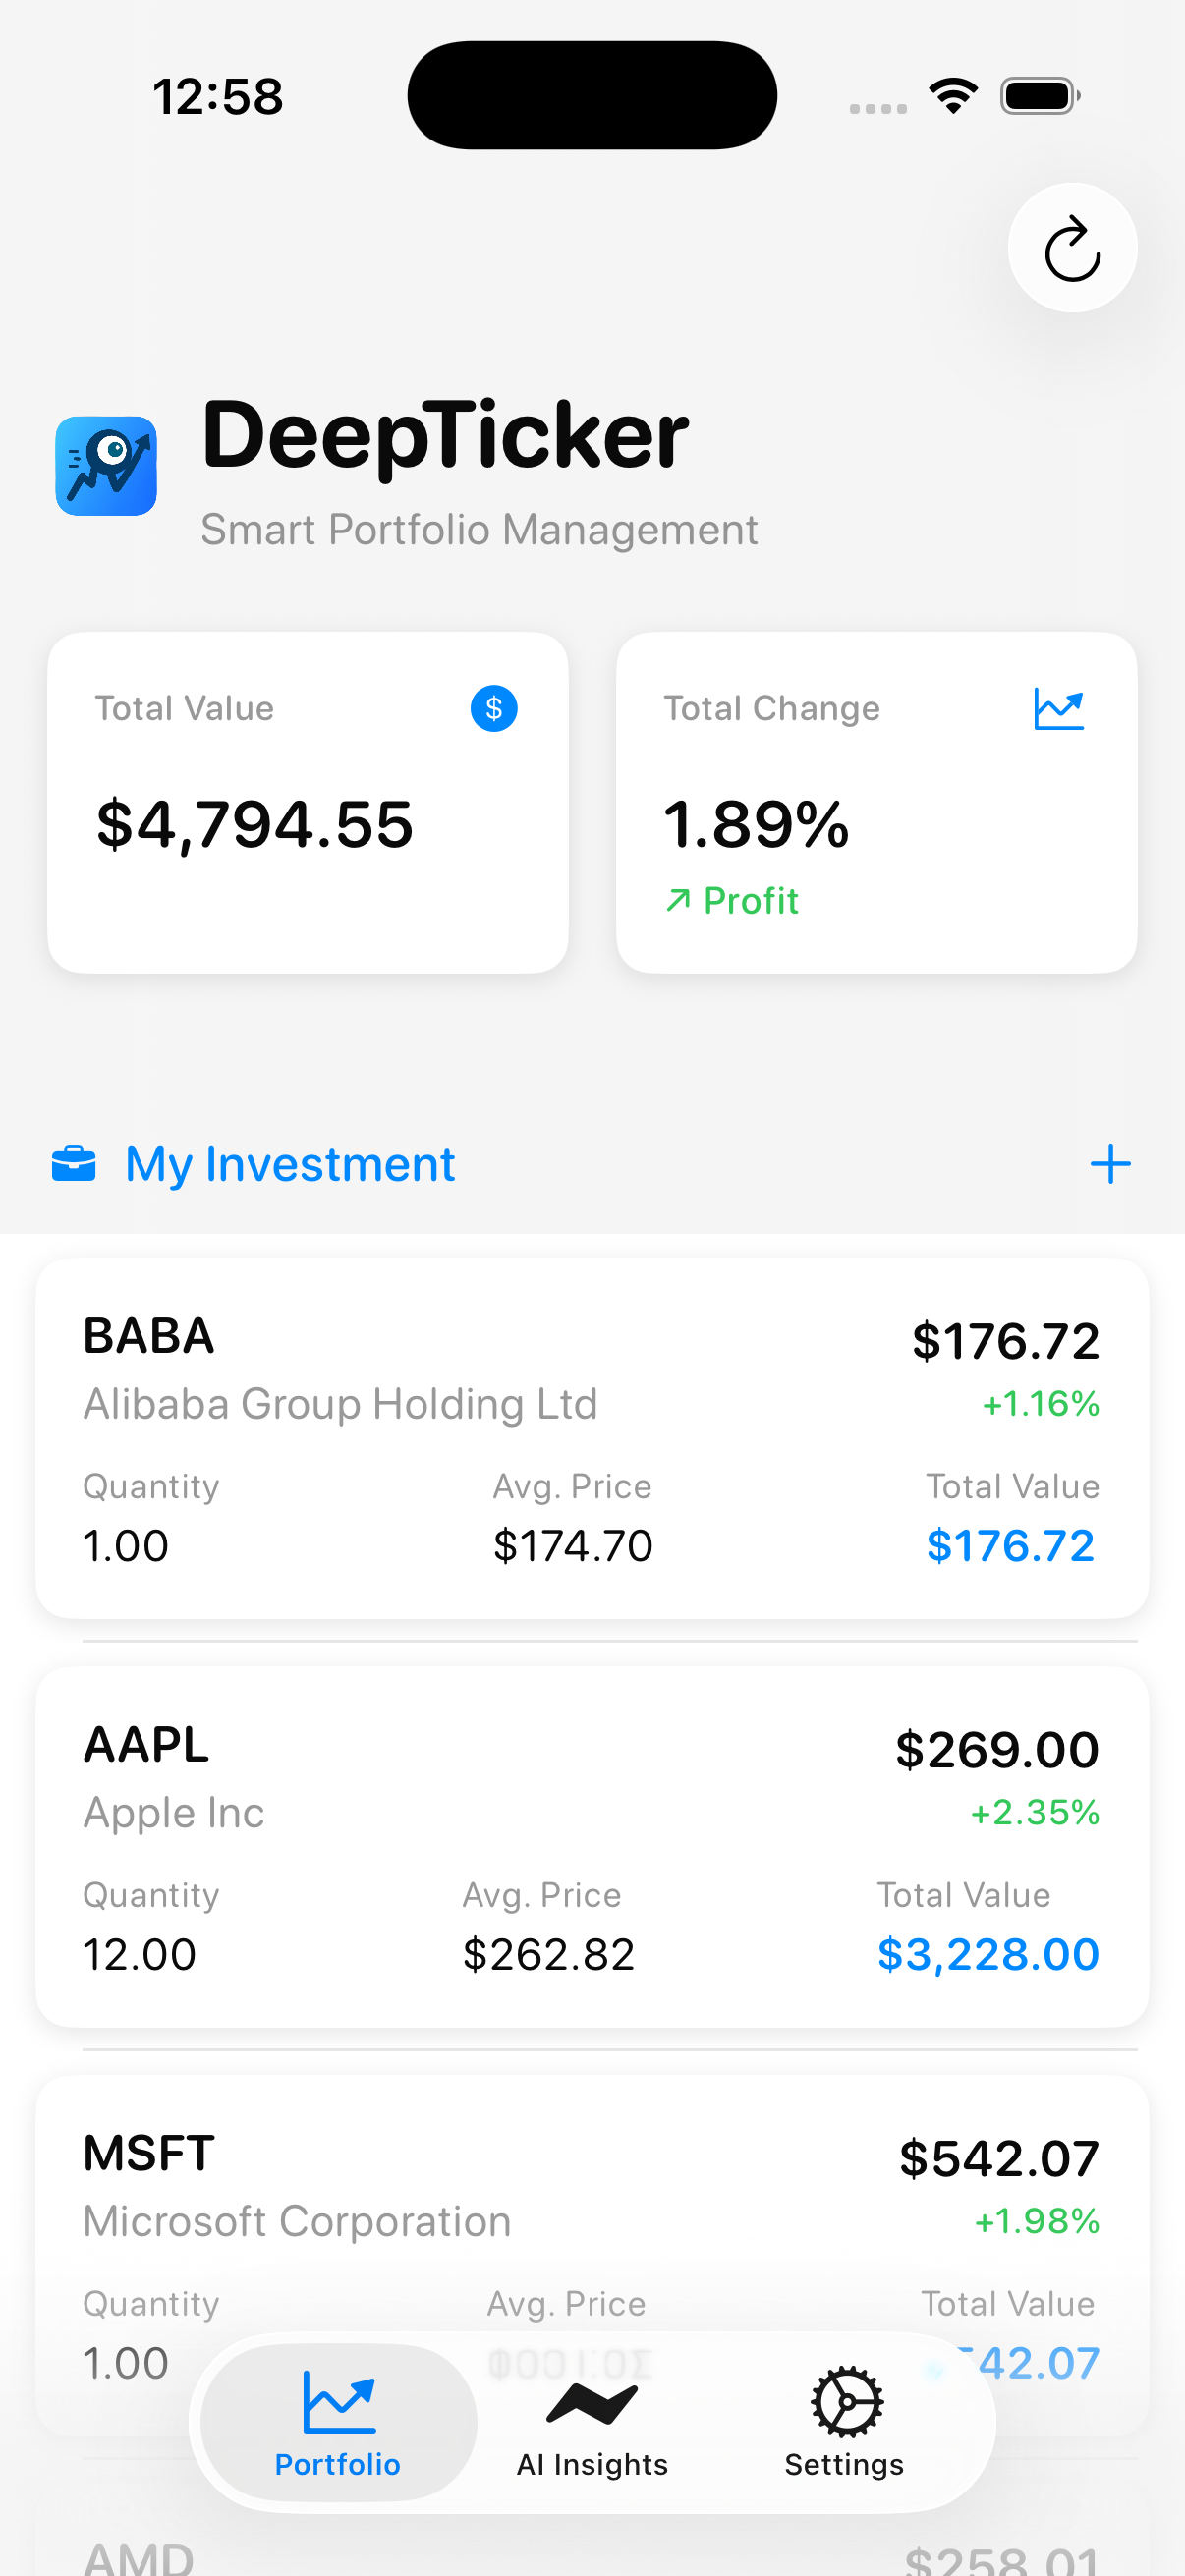 12:58
DeepTicker
Smart Portfolio Management
Total Value
$
$4,794.55
Total Change
1.89%
Profit
My Investment
BABA
$176.72
Alibaba Group Holding Ltd
+1.16%
Quantity
Avg. Price
Total Value
1.00
$174.70
$176.72
AAPL
$269.00
Apple Inc
+2.35%
Quantity
Avg. Price
Total Value
12.00
$262.82
$3,228.00
MSFT
$542.07
Microsoft Corporation
+1.98%
Quantity
Avg. Price
Total Value
1.00
42.07
Portfolio
AI Insights
Settings
AMD
$258.01